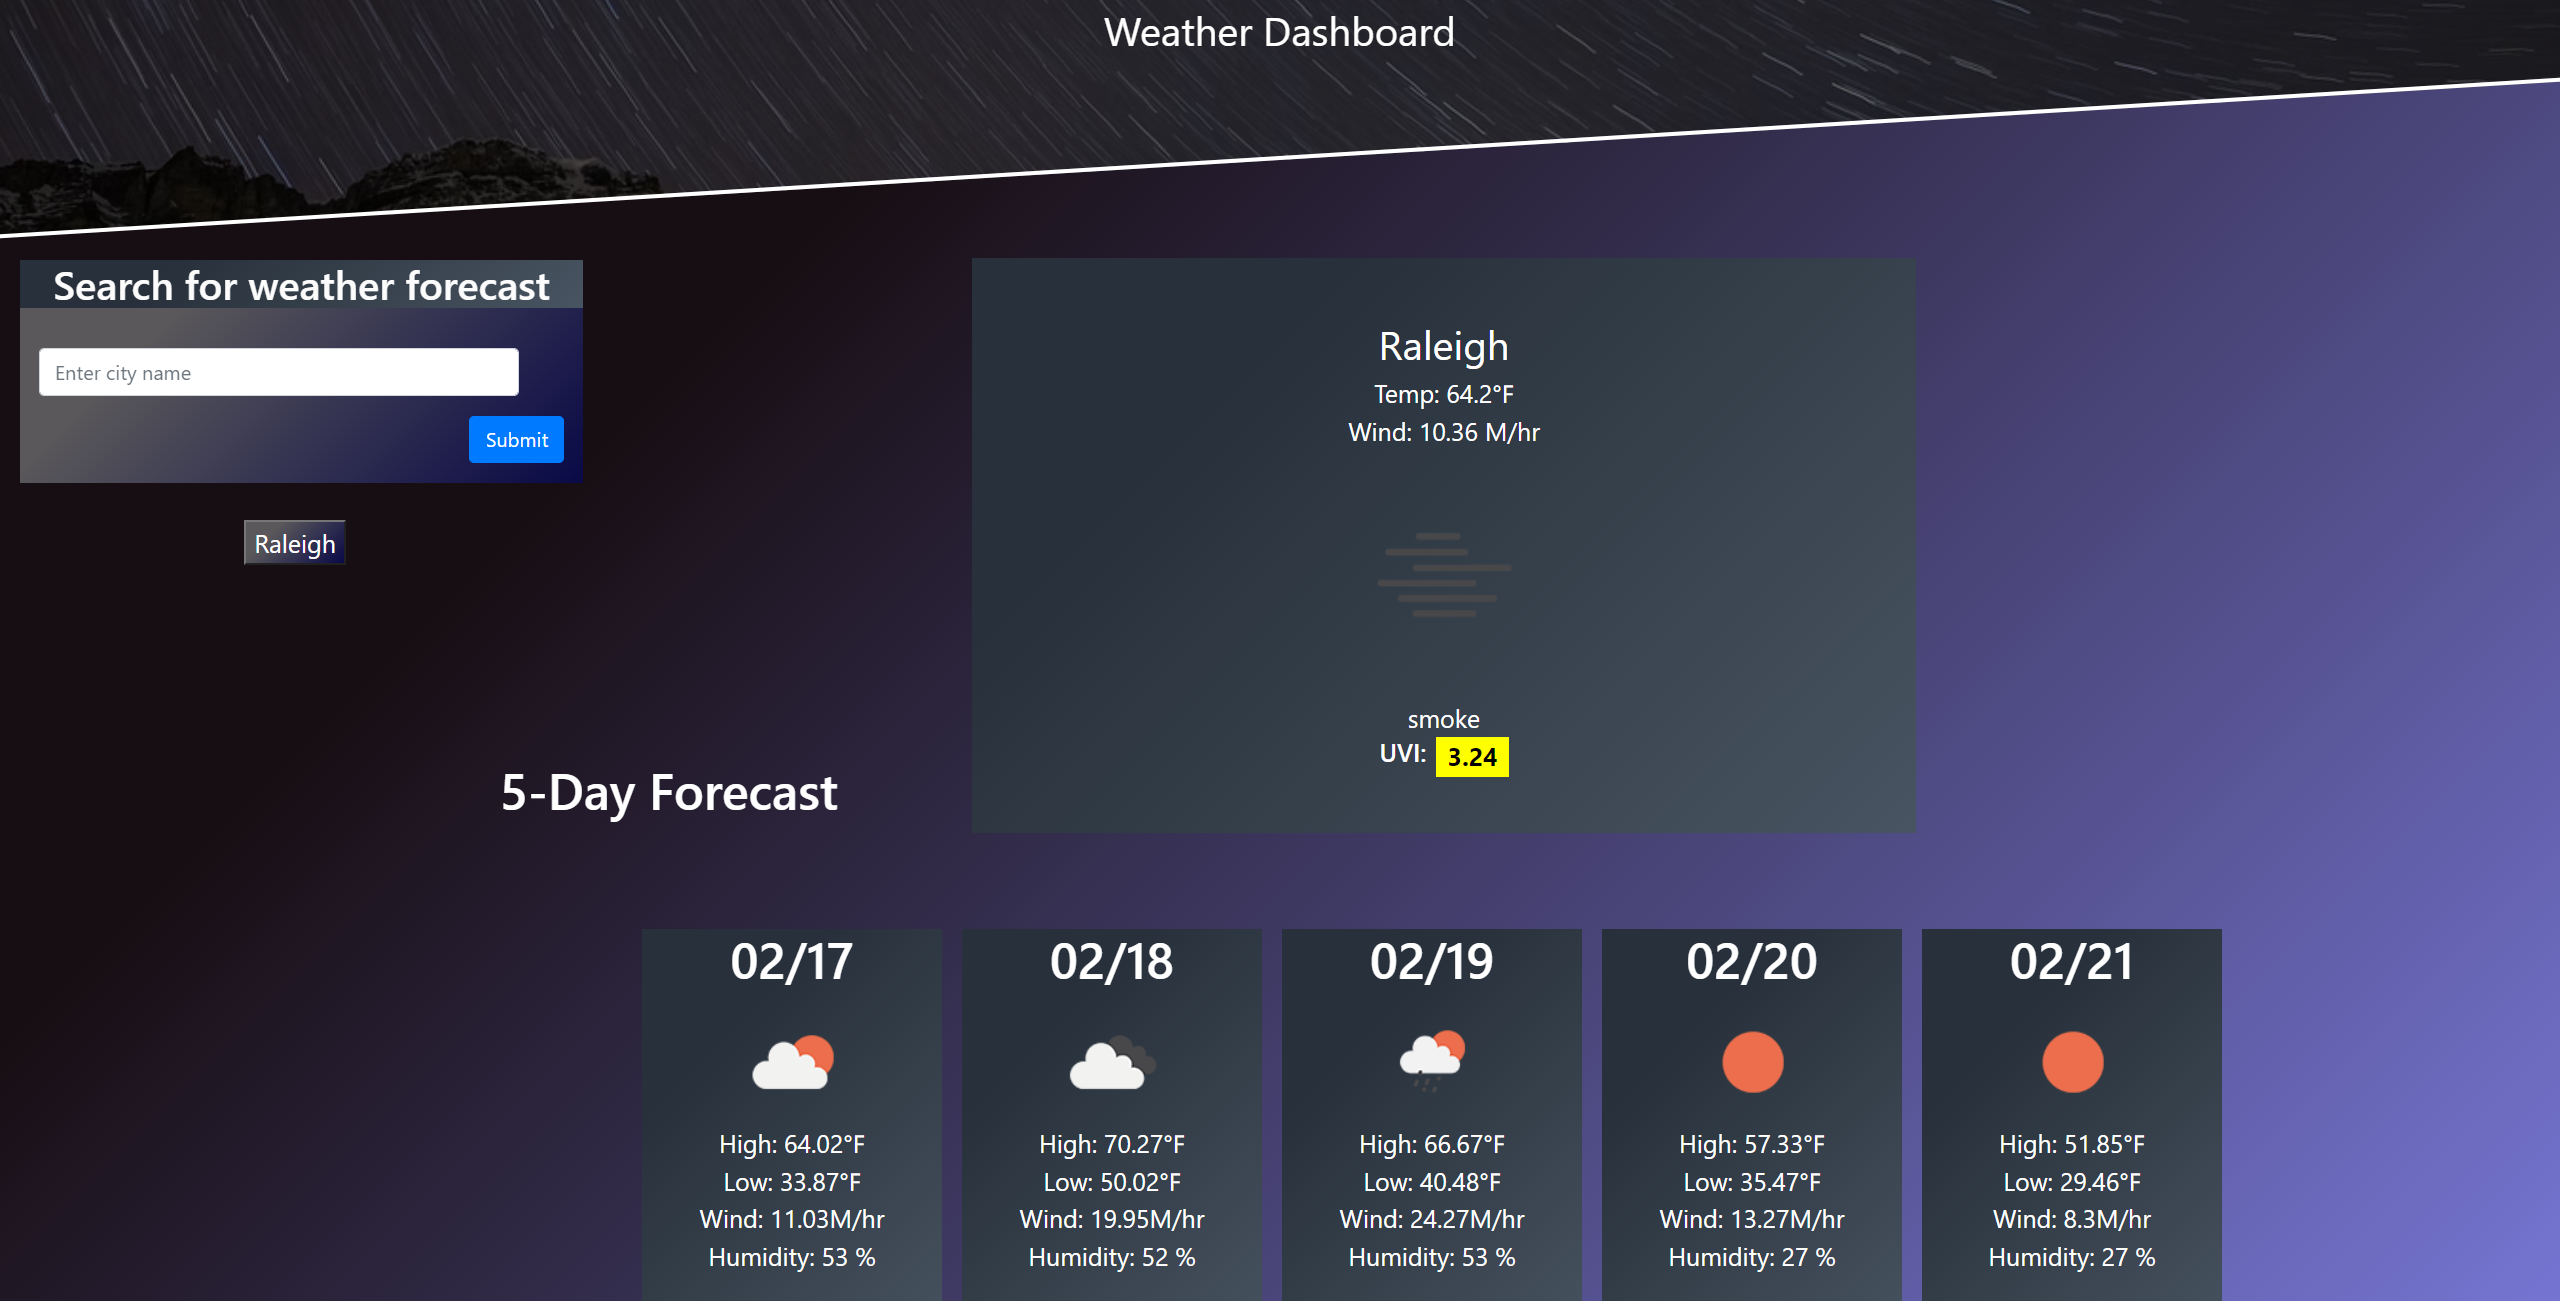 Weather Dashboard
Search for weather forecast
Enter city name
Submit
Raleigh
Raleigh
Temp: 64.2°F
Wind: 10.36 M/hr
smoke
UVI: 3.24
5-Day Forecast
02/17
High: 64.02°F
Low: 33.87°F
Wind: 11.03M/hr
Humidity: 53 %
02/18
High: 70.27°F
Low: 50.02°F
Wind: 19.95M/hr
Humidity: 52 %
02/19
High: 66.67°F
Low: 40.48°F
Wind: 24.27M/hr
Humidity: 53 %
02/20
High: 57.33°F
Low: 35.47°F
Wind: 13.27M/hr
Humidity: 27 %
02/21
High: 51.85°F
Low: 29.46°F
Wind: 8.3M/hr
Humidity: 27 %